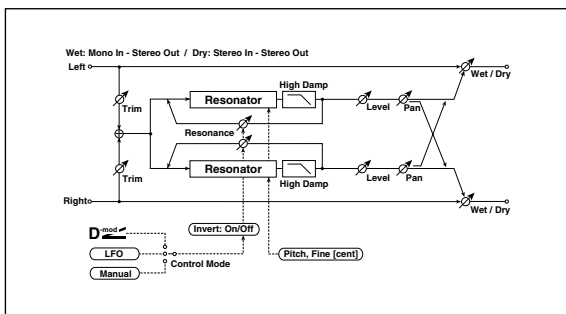 Wet: Mono In - Stereo Out / Dry: Stereo In - Stereo Out
Left
Wet / Dry
High Damp
Resonator
Trim
Level
Pan
Resonance
Resonator
High Damp
Trim
Level
Pan
Right
Wet / Dry
D-mod
Invert: On/Off
LFO
Control Mode
Pitch, Fine [cent]
Manual